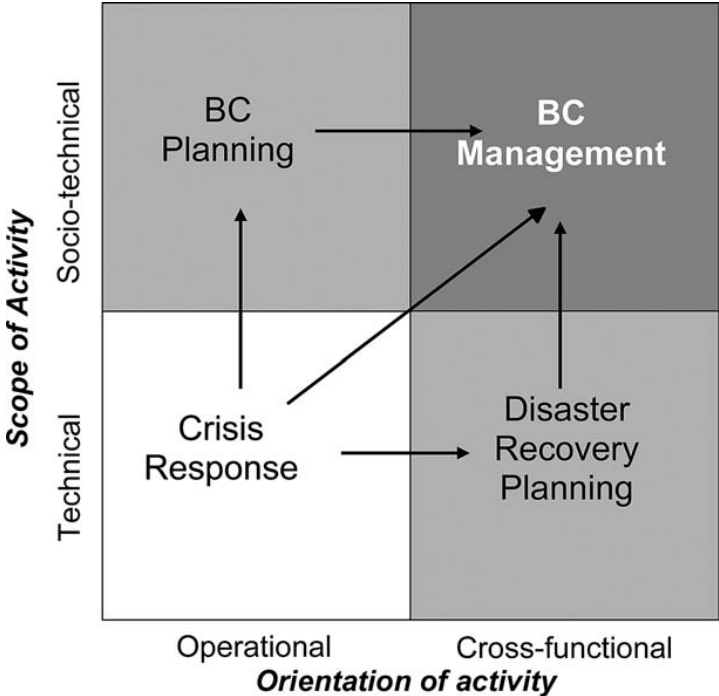 Scope of Activity
Socio-technical
Technical
BC
Planning
BC
Management
Crisis
Response
Disaster
Recovery
Planning
Operational
Cross-functional
Orientation of activity